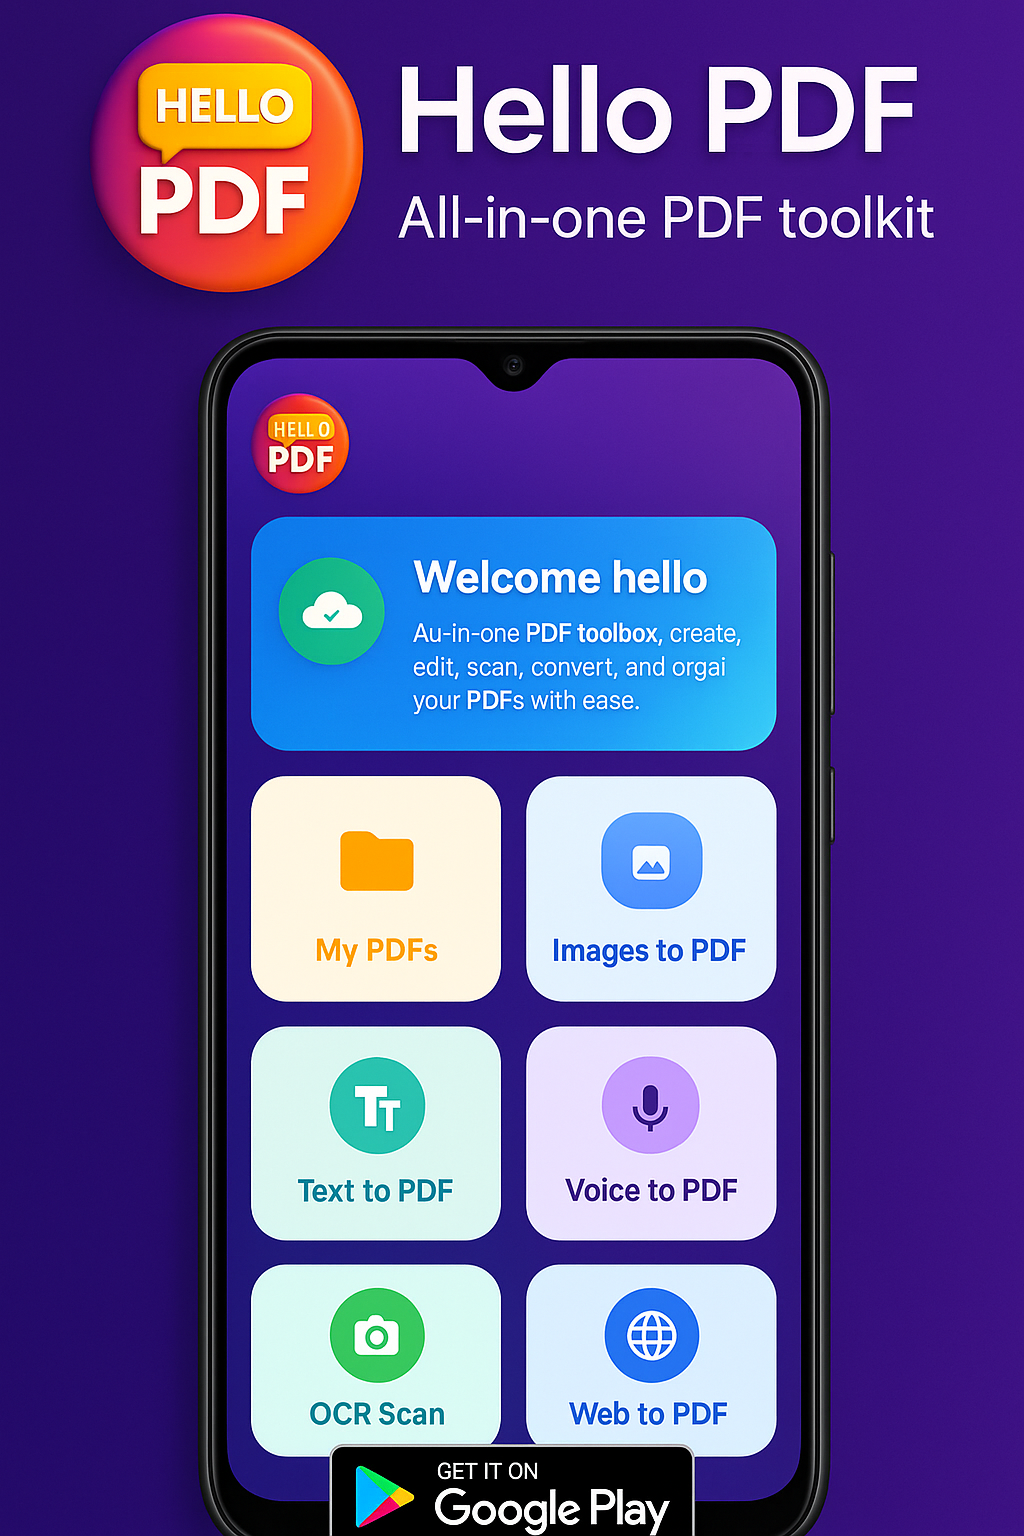 HELLO
PDF
Hello PDF
All-in-one PDF toolkit
HELLO
PDF
Welcome hello
Au-in-one PDF toolbox, create,
edit, scan, convert, and orgai
your PDFs with ease.
My PDFs
Images to PDF
TT
Text to PDF
Voice to PDF
OCR Scan
Web to PDF
GET IT ON
Google Play